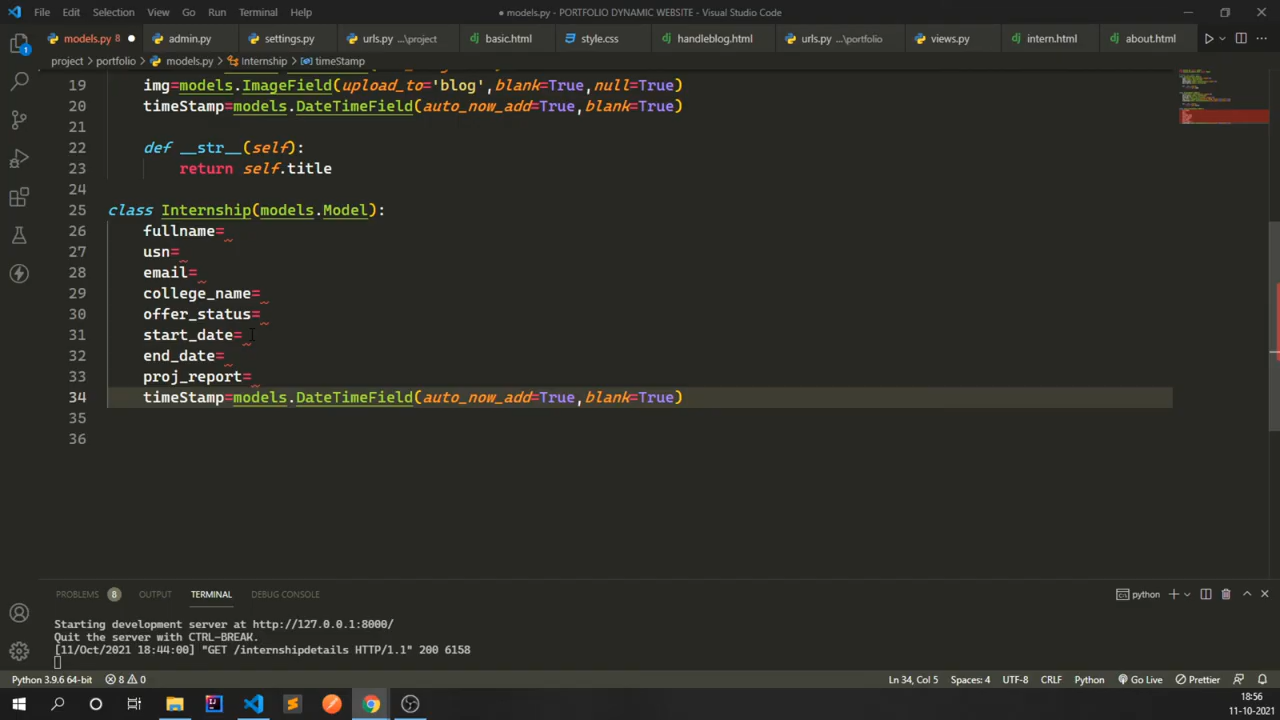 File Edit Selection View Go Run Terminal Help
● models.py - PORTFOLIO DYNAMIC WEBSITE - Visual Studio Code
models.py 8 ● admin.py settings.py urls.py ...\project basic.html style.css handleblog.html urls.py ...\portfolio views.py intern.html about.html
project > portfolio > models.py > Internship > timeStamp
19 img=models.ImageField(upload_to='blog',blank=True,null=True)
20 timeStamp=models.DateTimeField(auto_now_add=True,blank=True)
21
22 def __str__(self):
23 return self.title
24
25 class Internship(models.Model):
26 fullname=
27 usn=
28 email=
29 college_name=
30 offer_status=
31 start_date=
32 end_date=
33 proj_report=
34 timeStamp=models.DateTimeField(auto_now_add=True,blank=True)
35
36
PROBLEMS 8 OUTPUT TERMINAL DEBUG CONSOLE
python
Starting development server at http://127.0.0.1:8000/
Quit the server with CTRL-BREAK.
[11/Oct/2021 18:44:00] "GET /internshipdetails HTTP/1.1" 200 6158
Python 3.9.6 64-bit 8 0 Ln 34, Col 5 Spaces: 4 UTF-8 CRLF Python Go Live Prettier
18:56
11-10-2021